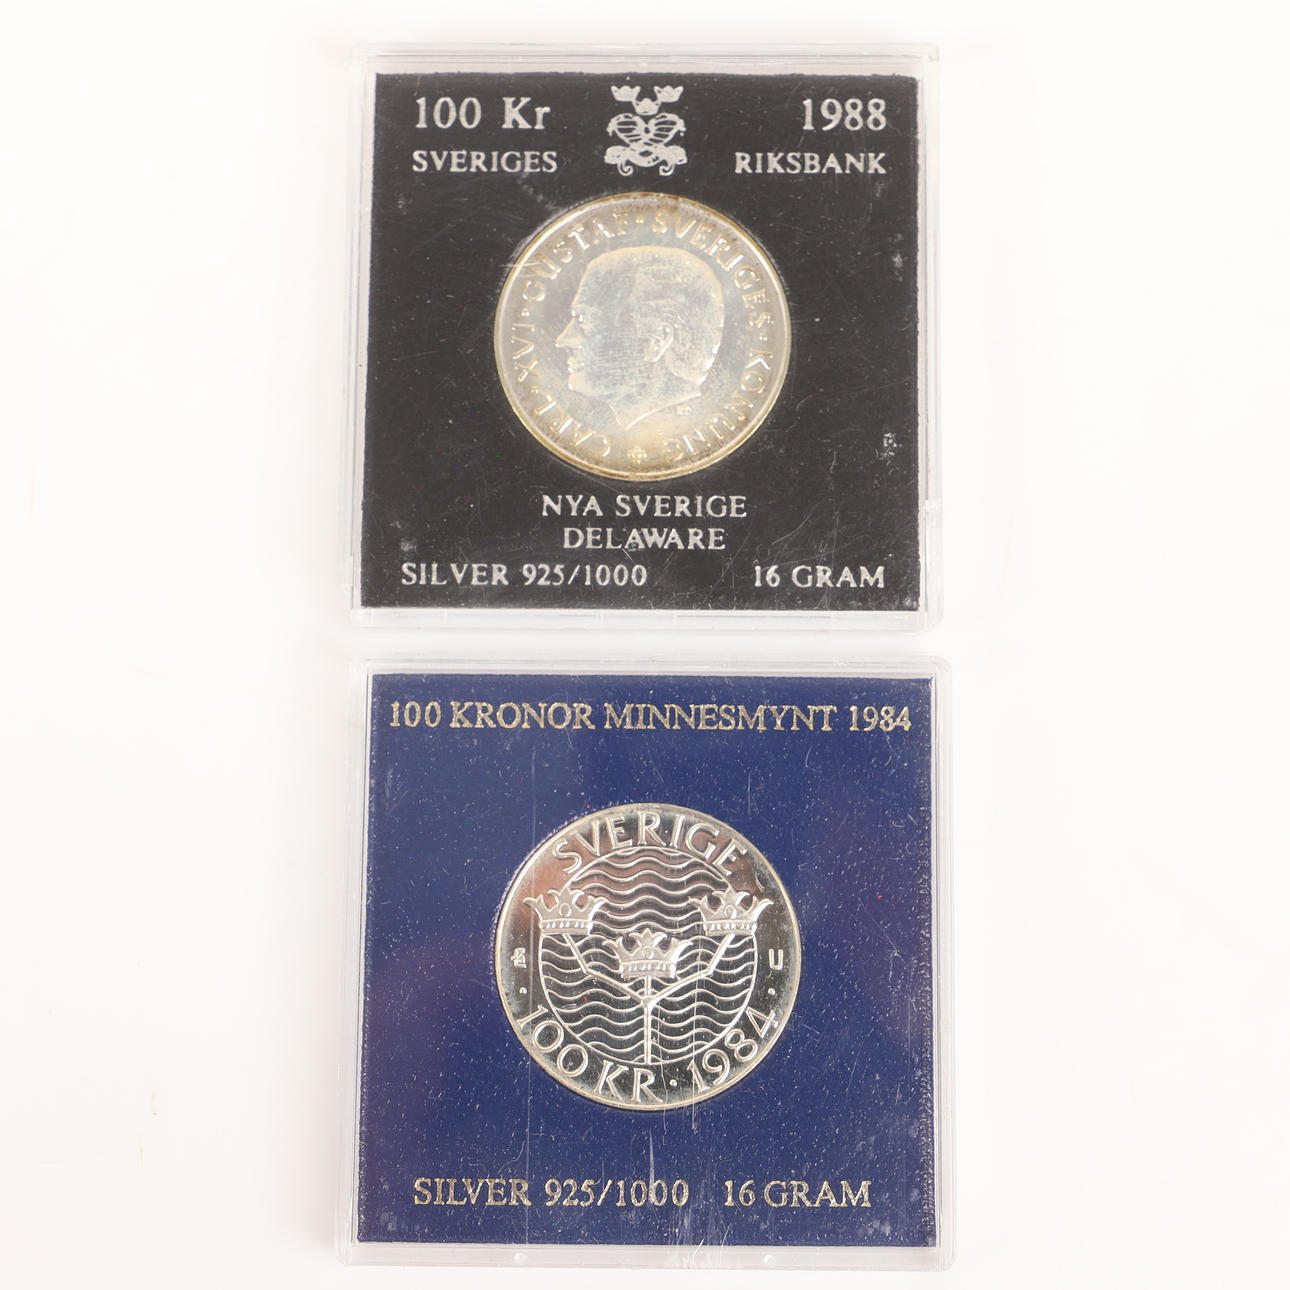 100 Kr 1988
SVERIGES RIKSBANK
CARL·XVI·GUSTAF·SVERIGES·KONUNG
NYA SVERIGE
DELAWARE
SILVER 925/1000 16 GRAM
100 KRONOR MINNESMYNT 1984
SVERIGE
U
·100 KR·1984·
SILVER 925/1000 16 GRAM